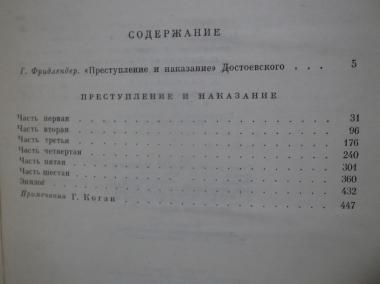 СОДЕРЖАНИЕ
Г. Фридлендер. «Преступление и наказание» Достоевского . . . 5
ПРЕСТУПЛЕНИЕ И НАКАЗАНИЕ
Часть первая . . . . . . . . . . . . . . . 31
Часть вторая . . . . . . . . . . . . . . . 96
Часть третья . . . . . . . . . . . . . . . 176
Часть четвертая . . . . . . . . . . . . . . 240
Часть пятая . . . . . . . . . . . . . . . 301
Часть шестая . . . . . . . . . . . . . . . 360
Эпилог . . . . . . . . . . . . . . . . . 432
Примечания Г. Коган . . . . . . . . . . . . 447